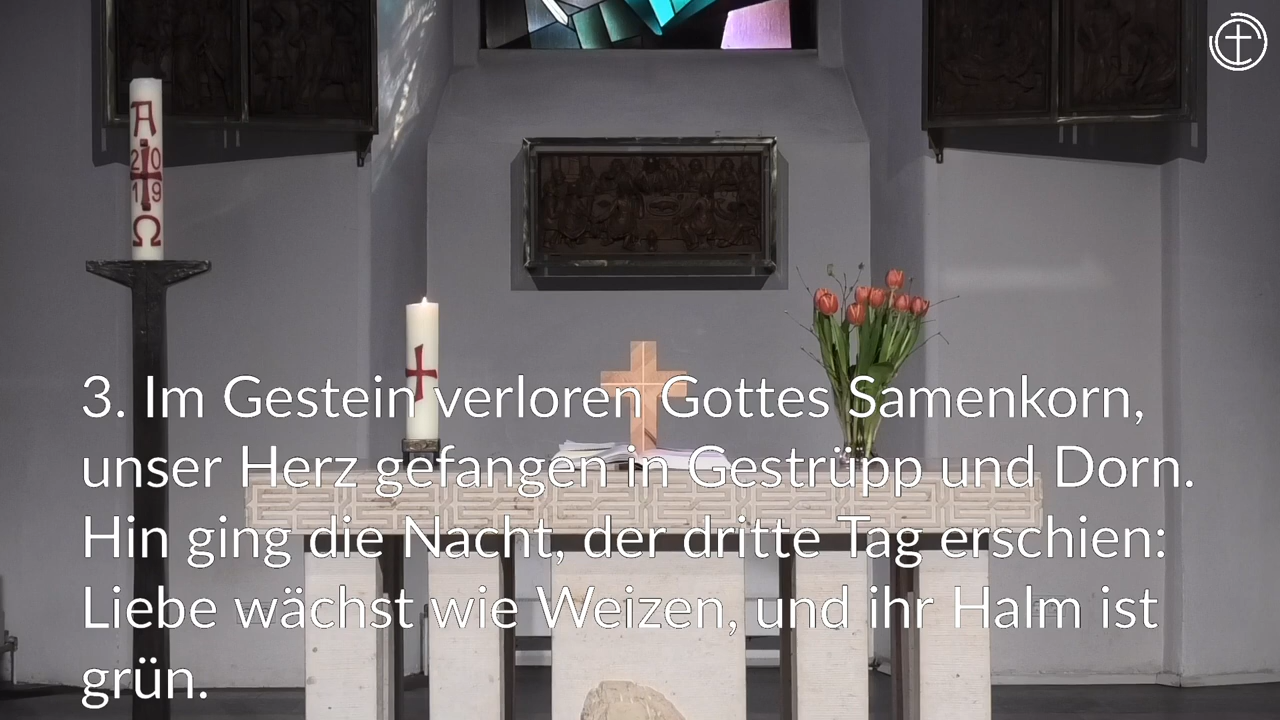 A
20
19
Ω
3. Im Gestein verloren Gottes Samenkorn,
unser Herz gefangen in Gestrüpp und Dorn.
Hin ging die Nacht, der dritte Tag erschien:
Liebe wächst wie Weizen, und ihr Halm ist
grün.